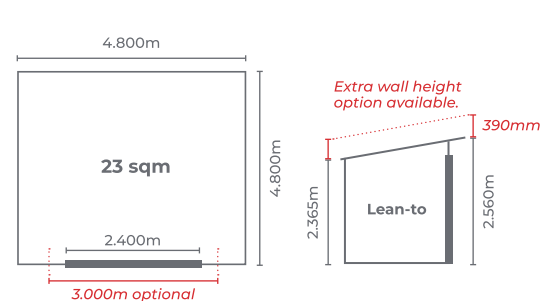 4.800m
23 sqm
4.800m
2.400m
3.000m optional
Extra wall height
option available.
390mm
2.365m
Lean-to
2.560m